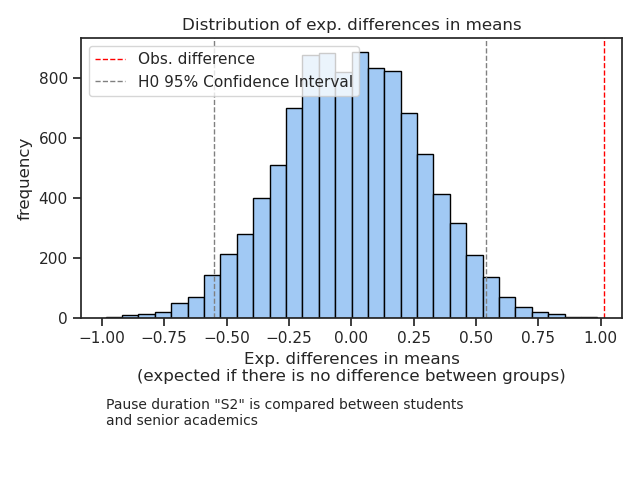 Distribution of exp. differences in means
Obs. difference
H0 95% Confidence Interval
frequency
800
600
400
200
0
−1.00 −0.75 −0.50 −0.25 0.00 0.25 0.50 0.75 1.00
Exp. differences in means
(expected if there is no difference between groups)
Pause duration "S2" is compared between students
and senior academics